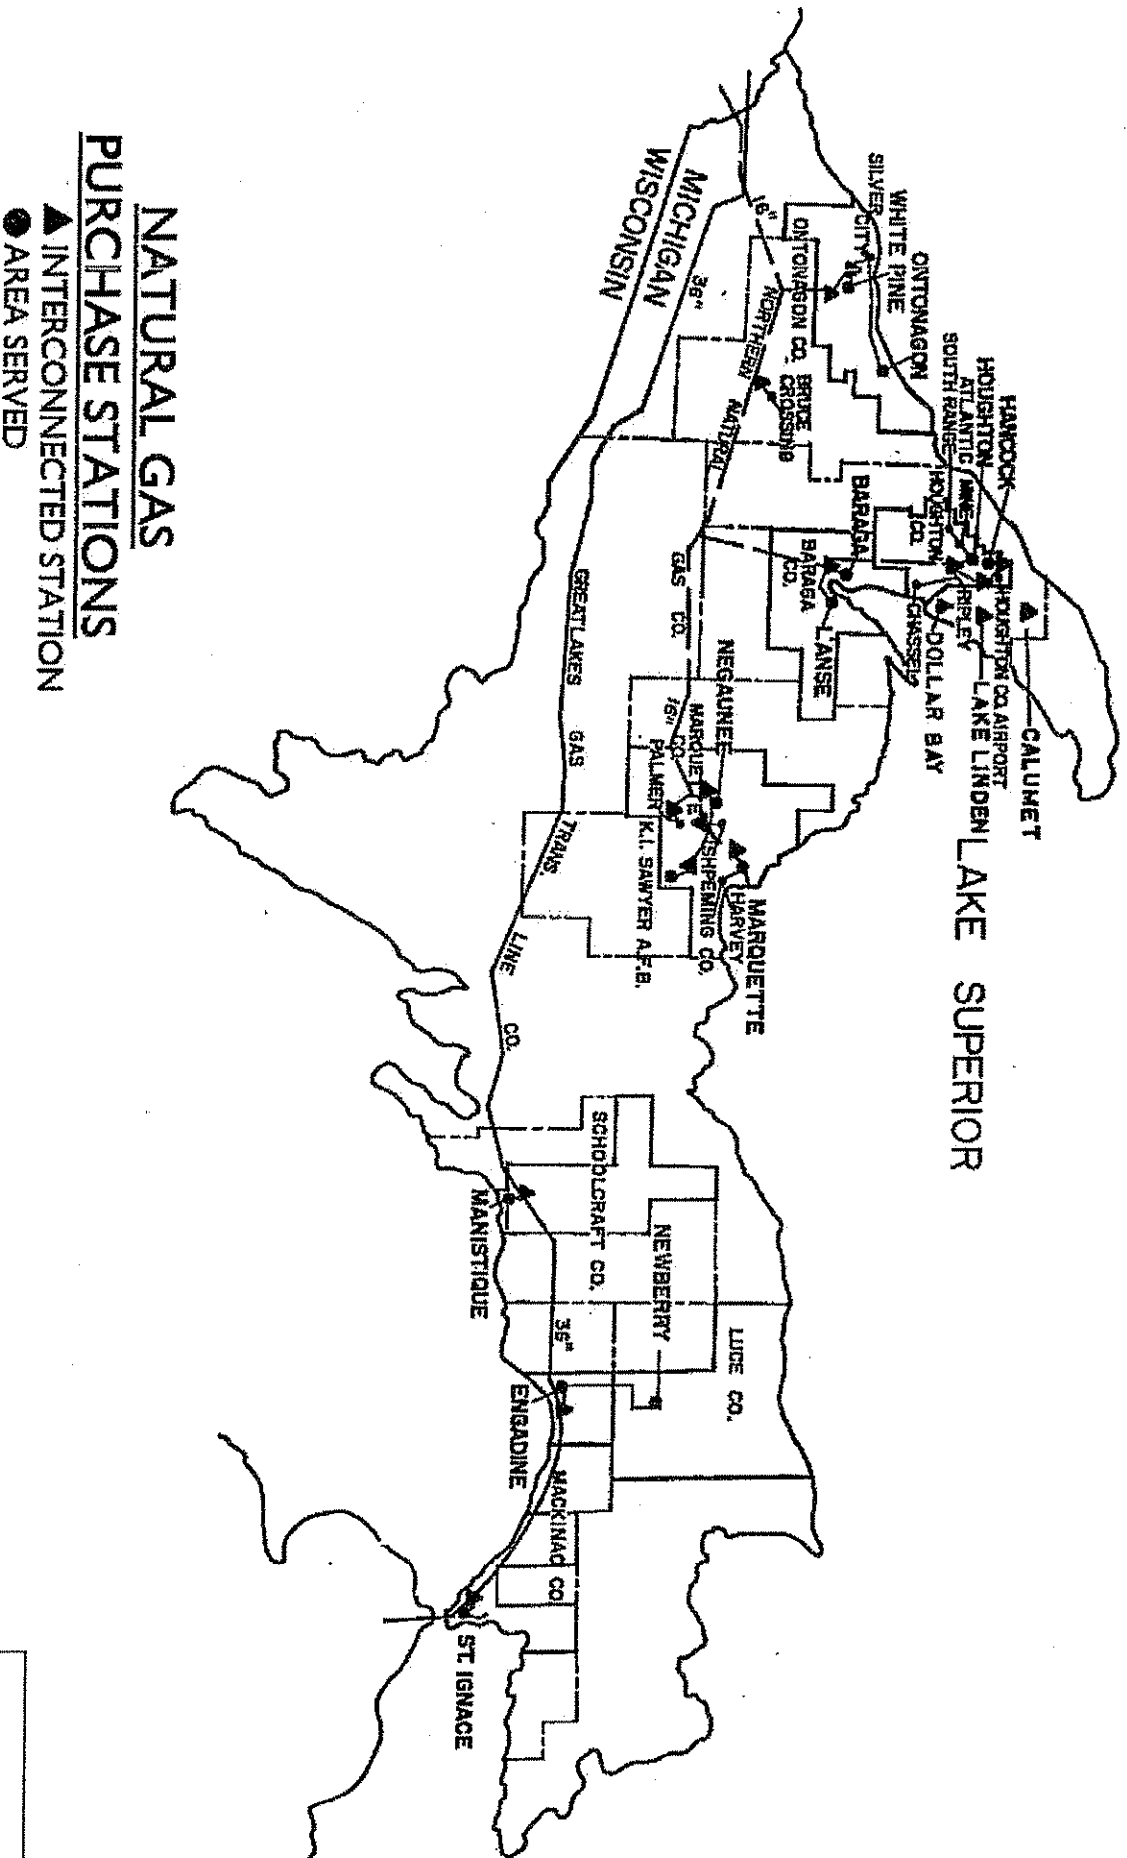 NATURAL GAS
PURCHASE STATIONS
▲ INTERCONNECTED STATION
● AREA SERVED
LAKE SUPERIOR
CALUMET
HOUGHTON CO. AIRPORT
LAKE LINDEN
HANCOCK
HOUGHTON
ATLANTIC MINE
SOUTH RANGE
RIPLEY
DOLLAR BAY
HOUGHTON
CO.
CHASSELL
ONTONAGON
WHITE PINE
SILVER
CITY
BARAGA
BARAGA
CO.
L'ANSE
16"
ONTONAGON CO.
BRUCE
CROSSING
NORTHERN
NATURAL
GAS
CO.
16"
NEGAUNEE
MARQUETTE
CO.
PALMER
ISHPEMING CO.
HARVEY
MARQUETTE
K.I. SAWYER A.F.B.
36"
MICHIGAN
WISCONSIN
GREAT LAKES
GAS
TRANS.
LINE
CO.
SCHOOLCRAFT CO.
NEWBERRY
LUCE CO.
MANISTIQUE
36"
ENGADINE
MACKINAC CO
ST. IGNACE